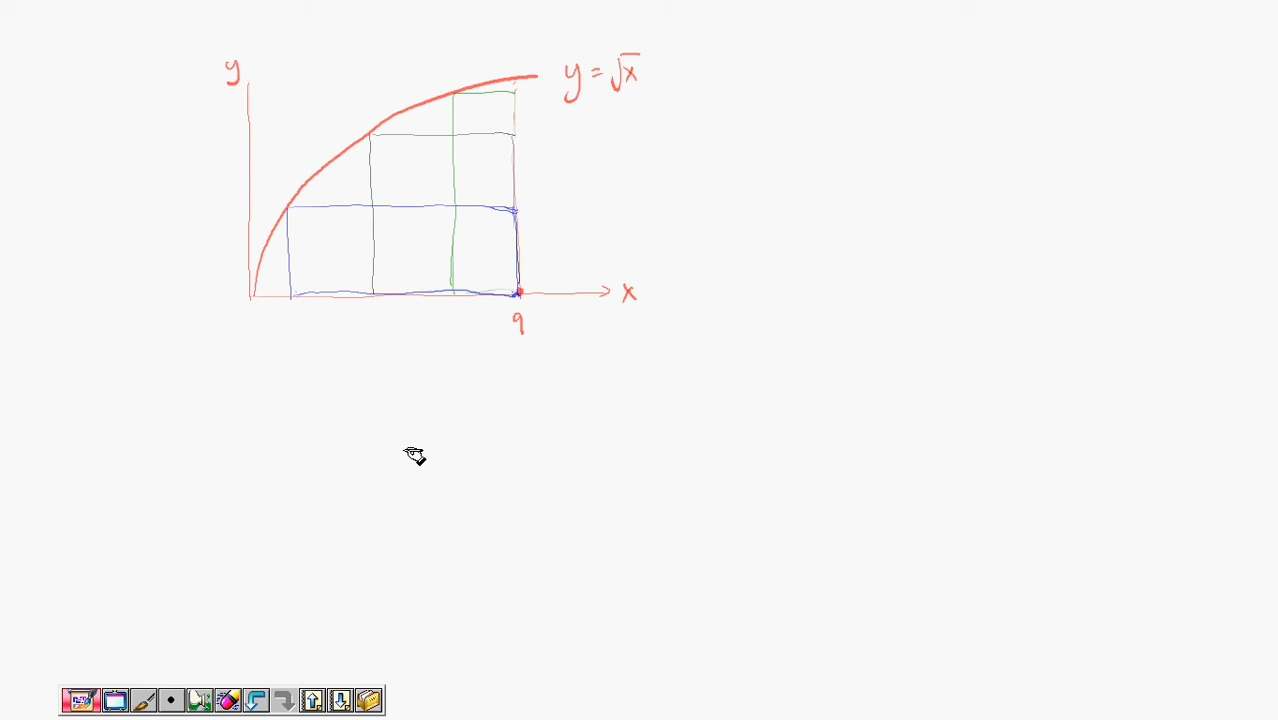 y
y = √x
x
9